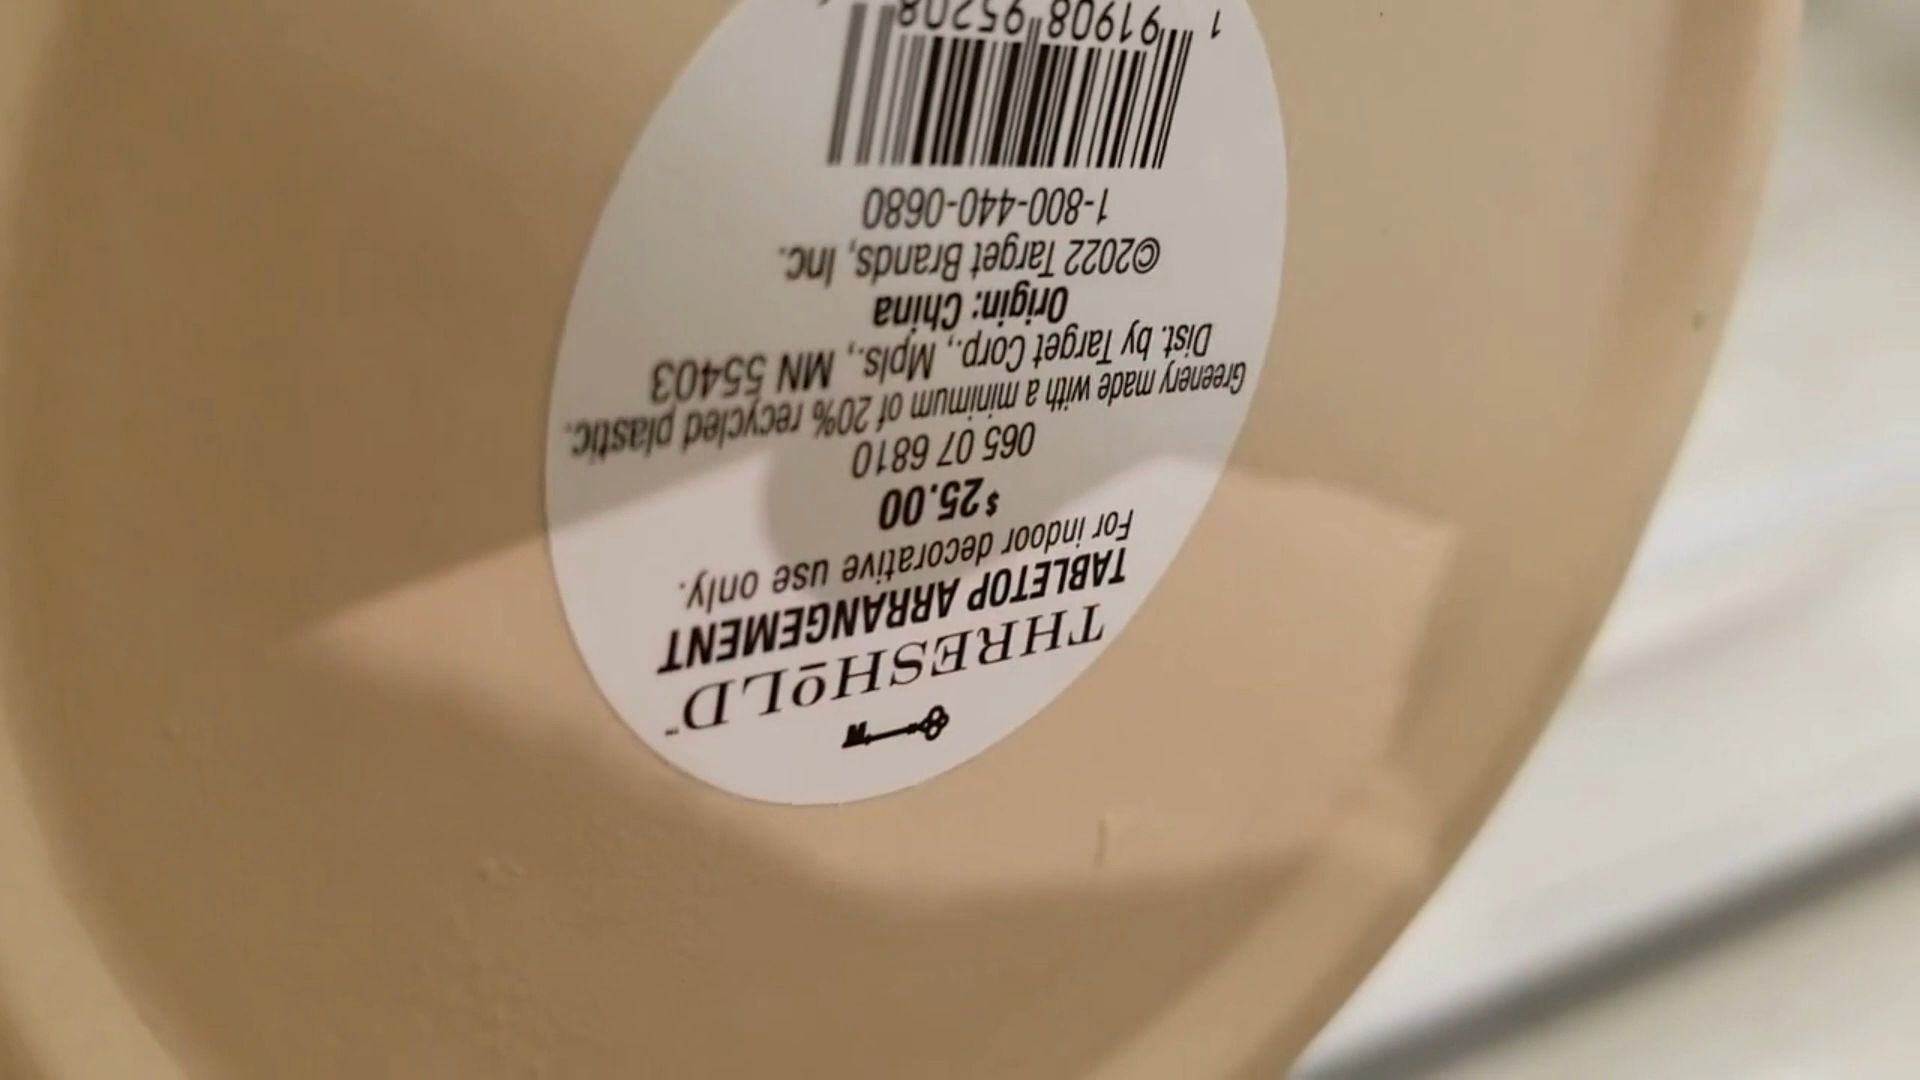 THRESHōLD™
TABLETOP ARRANGEMENT
For indoor decorative use only.
$25.00
065 07 6810
Greenery made with a minimum of 20% recycled plastic.
Dist. by Target Corp., Mpls., MN 55403
Origin: China
©2022 Target Brands, Inc.
1-800-440-0680
1 91908 95208